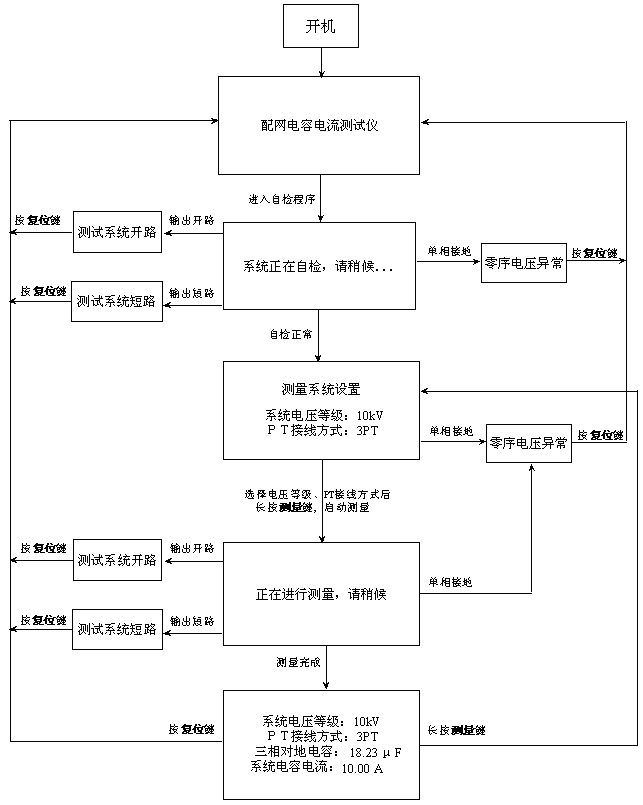 开机
配网电容电流测试仪
进入自检程序
按复位键
测试系统开路
输出开路
系统正在自检，请稍候...
单相接地
零序电压异常
按复位键
按复位键
测试系统短路
输出短路
自检正常
测量系统设置
系统电压等级：10kV
PT接线方式：3PT
单相接地
零序电压异常
按复位键
选择电压等级、PT接线方式后
长按测量键，启动测量
按复位键
测试系统开路
输出开路
正在进行测量，请稍候
单相接地
按复位键
测试系统短路
输出短路
测量完成
按复位键
系统电压等级：10kV
PT接线方式：3PT
三相对地电容：18.23 μF
系统电容电流：10.00 A
长按测量键